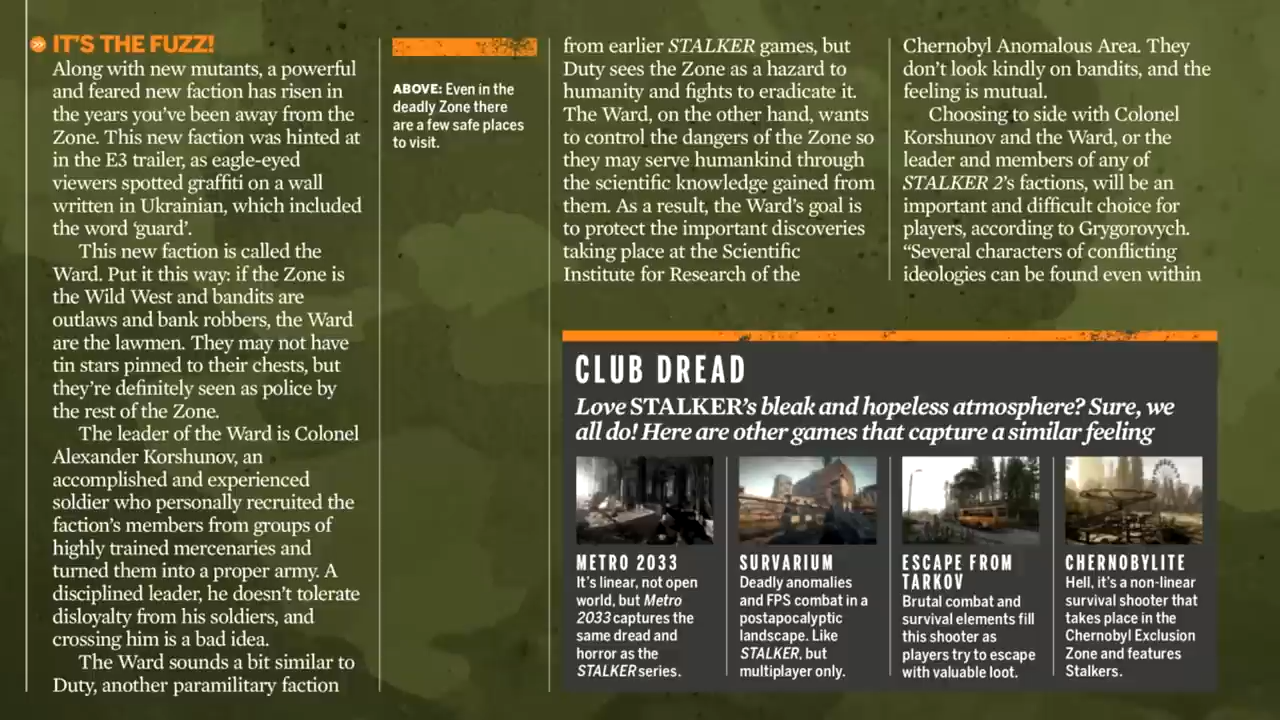 IT'S THE FUZZ!
Along with new mutants, a powerful
and feared new faction has risen in
the years you've been away from the
Zone. This new faction was hinted at
in the E3 trailer, as eagle-eyed
viewers spotted graffiti on a wall
written in Ukrainian, which included
the word ‘guard’.
This new faction is called the
Ward. Put it this way: if the Zone is
the Wild West and bandits are
outlaws and bank robbers, the Ward
are the lawmen. They may not have
tin stars pinned to their chests, but
they're definitely seen as police by
the rest of the Zone.
The leader of the Ward is Colonel
Alexander Korshunov, an
accomplished and experienced
soldier who personally recruited the
faction's members from groups of
highly trained mercenaries and
turned them into a proper army. A
disciplined leader, he doesn't tolerate
disloyalty from his soldiers, and
crossing him is a bad idea.
The Ward sounds a bit similar to
Duty, another paramilitary faction
ABOVE: Even in the
deadly Zone there
are a few safe places
to visit.
from earlier STALKER games, but
Duty sees the Zone as a hazard to
humanity and fights to eradicate it.
The Ward, on the other hand, wants
to control the dangers of the Zone so
they may serve humankind through
the scientific knowledge gained from
them. As a result, the Ward's goal is
to protect the important discoveries
taking place at the Scientific
Institute for Research of the
Chernobyl Anomalous Area. They
don't look kindly on bandits, and the
feeling is mutual.
Choosing to side with Colonel
Korshunov and the Ward, or the
leader and members of any of
STALKER 2's factions, will be an
important and difficult choice for
players, according to Grygorovych.
“Several characters of conflicting
ideologies can be found even within
CLUB DREAD
Love STALKER's bleak and hopeless atmosphere? Sure, we
all do! Here are other games that capture a similar feeling
METRO 2033
It's linear, not open
world, but Metro
2033 captures the
same dread and
horror as the
STALKER series.
SURVARIUM
Deadly anomalies
and FPS combat in a
postapocalyptic
landscape. Like
STALKER, but
multiplayer only.
ESCAPE FROM
TARKOV
Brutal combat and
survival elements fill
this shooter as
players try to escape
with valuable loot.
CHERNOBYLITE
Hell, it's a non-linear
survival shooter that
takes place in the
Chernobyl Exclusion
Zone and features
Stalkers.